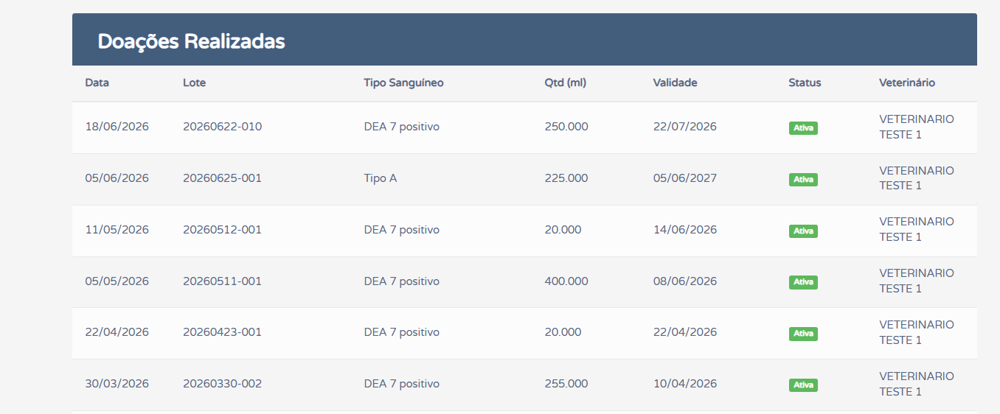 Doações Realizadas
Data Lote Tipo Sanguíneo Qtd (ml) Validade Status Veterinário
18/06/2026 20260622-010 DEA 7 positivo 250.000 22/07/2026 Ativa VETERINARIO
TESTE 1
05/06/2026 20260625-001 Tipo A 225.000 05/06/2027 Ativa VETERINARIO
TESTE 1
11/05/2026 20260512-001 DEA 7 positivo 20.000 14/06/2026 Ativa VETERINARIO
TESTE 1
05/05/2026 20260511-001 DEA 7 positivo 400.000 08/06/2026 Ativa VETERINARIO
TESTE 1
22/04/2026 20260423-001 DEA 7 positivo 20.000 22/04/2026 Ativa VETERINARIO
TESTE 1
30/03/2026 20260330-002 DEA 7 positivo 255.000 10/04/2026 Ativa VETERINARIO
TESTE 1